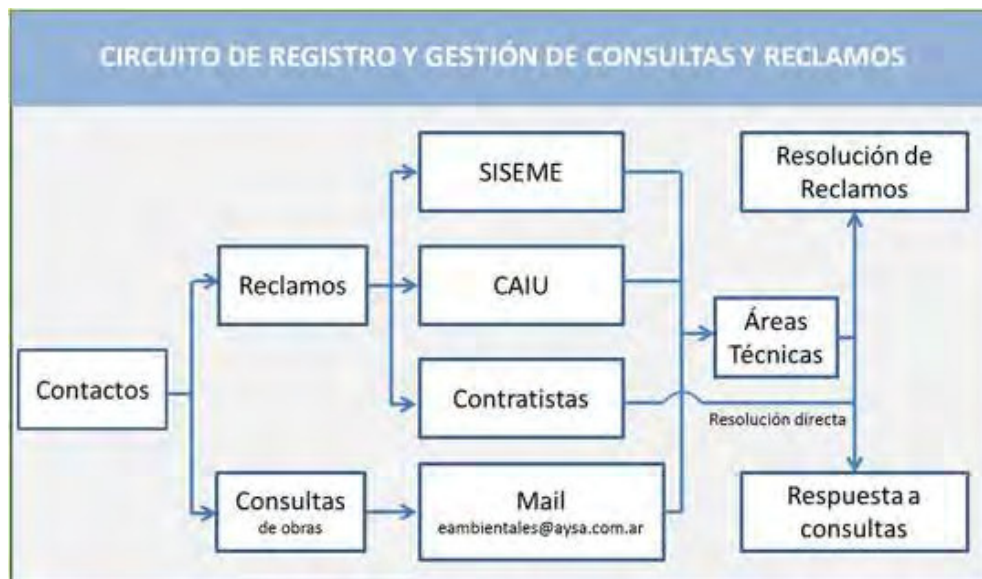 CIRCUITO DE REGISTRO Y GESTIÓN DE CONSULTAS Y RECLAMOS
Contactos
Reclamos
Consultas
de obras
SISEME
CAIU
Contratistas
Mail
eambientales@aysa.com.ar
Áreas
Técnicas
Resolución directa
Resolución de
Reclamos
Respuesta a
consultas